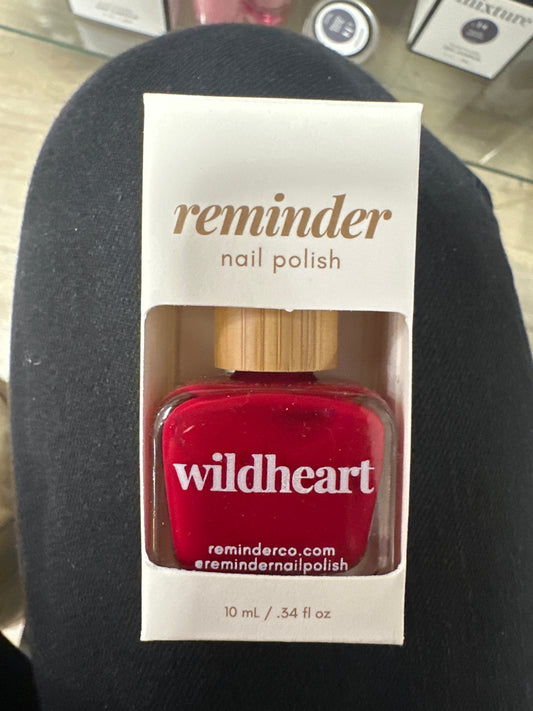 mixture
reminder
nail polish
wildheart
reminderco.com
@remindernailpolish
10 mL / .34 fl oz